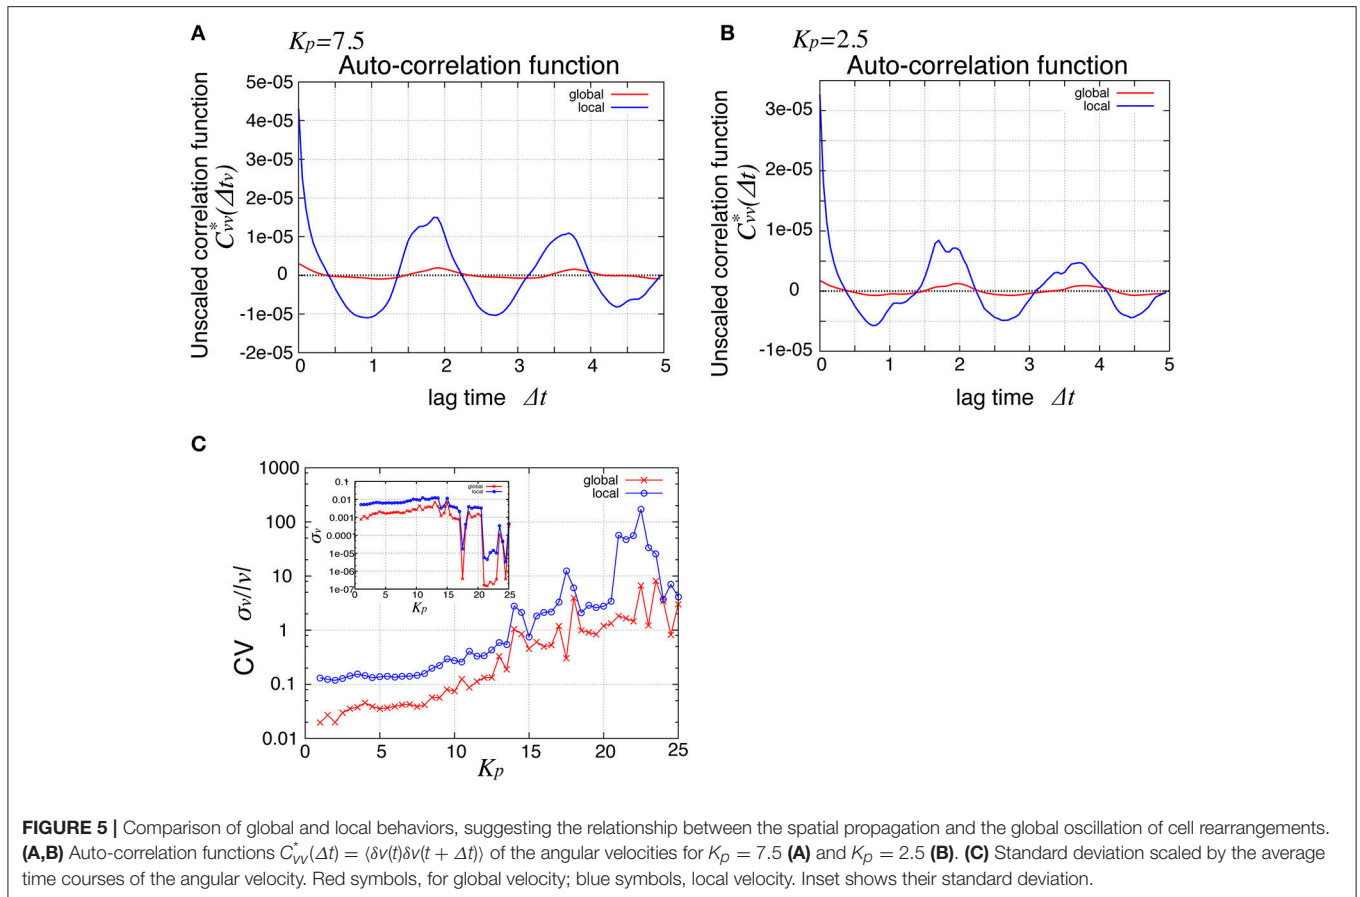 A
Kp=7.5
Auto-correlation function
Unscaled correlation function
C*vv(Δtv)
5e-05
4e-05
3e-05
2e-05
1e-05
0
-1e-05
-2e-05
global
local
0 1 2 3 4 5
lag time Δt
B
Kp=2.5
Auto-correlation function
Unscaled correlation function
C*vv(Δt)
3e-05
2e-05
1e-05
0
-1e-05
global
local
0 1 2 3 4 5
lag time Δt
C
CV σv/|v|
1000
100
10
1
0.1
0.01
global
local
0 5 10 15 20 25
Kp
σv
0.1
0.01
0.001
0.000
1e-05
1e-06
1e-07
global
local
0 5 10 15 20 25
Kp
FIGURE 5 | Comparison of global and local behaviors, suggesting the relationship between the spatial propagation and the global oscillation of cell rearrangements.
(A,B) Auto-correlation functions C*vv(Δt) = ⟨δv(t)δv(t + Δt)⟩ of the angular velocities for Kp = 7.5 (A) and Kp = 2.5 (B). (C) Standard deviation scaled by the average
time courses of the angular velocity. Red symbols, for global velocity; blue symbols, local velocity. Inset shows their standard deviation.